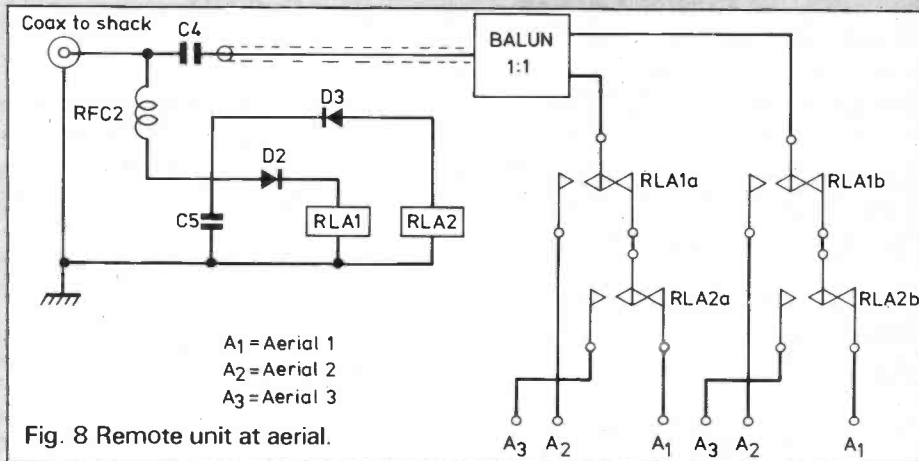 Coax to shack
C4
BALUN
1:1
RFC2
D3
D2
C5
RLA1
RLA2
RLA1a
RLA1b
RLA2a
RLA2b
A1 = Aerial 1
A2 = Aerial 2
A3 = Aerial 3
A3 A2 A1 A3 A2 A1
Fig. 8 Remote unit at aerial.